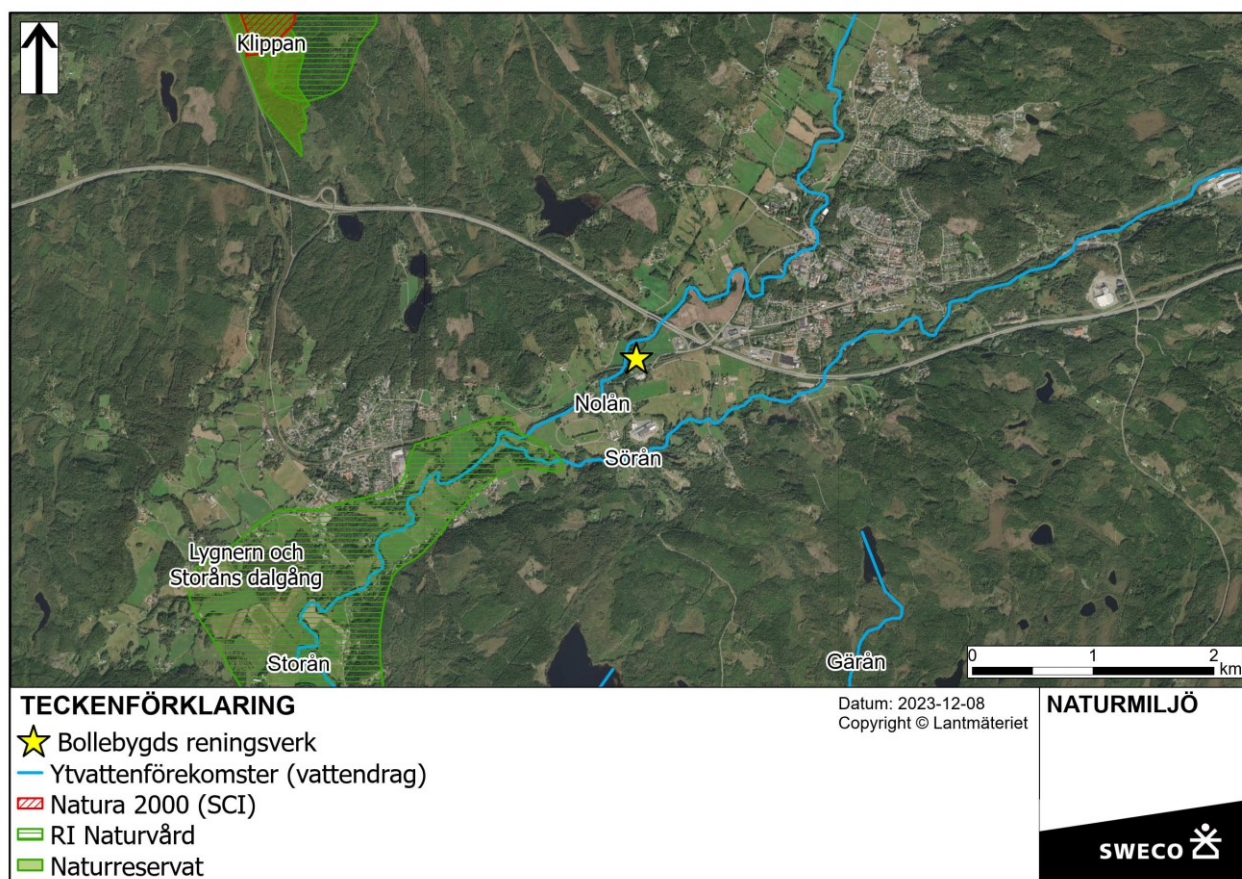 Klippan
Nolån
Sörån
Lygnern och
Storåns dalgång
Storån
Gärån
0 1 2
km
TECKENFÖRKLARING
Bollebygds reningsverk
Ytvattenförekomster (vattendrag)
Natura 2000 (SCI)
RI Naturvård
Naturreservat
Datum: 2023-12-08
Copyright © Lantmäteriet
NATURMILJÖ
SWECO